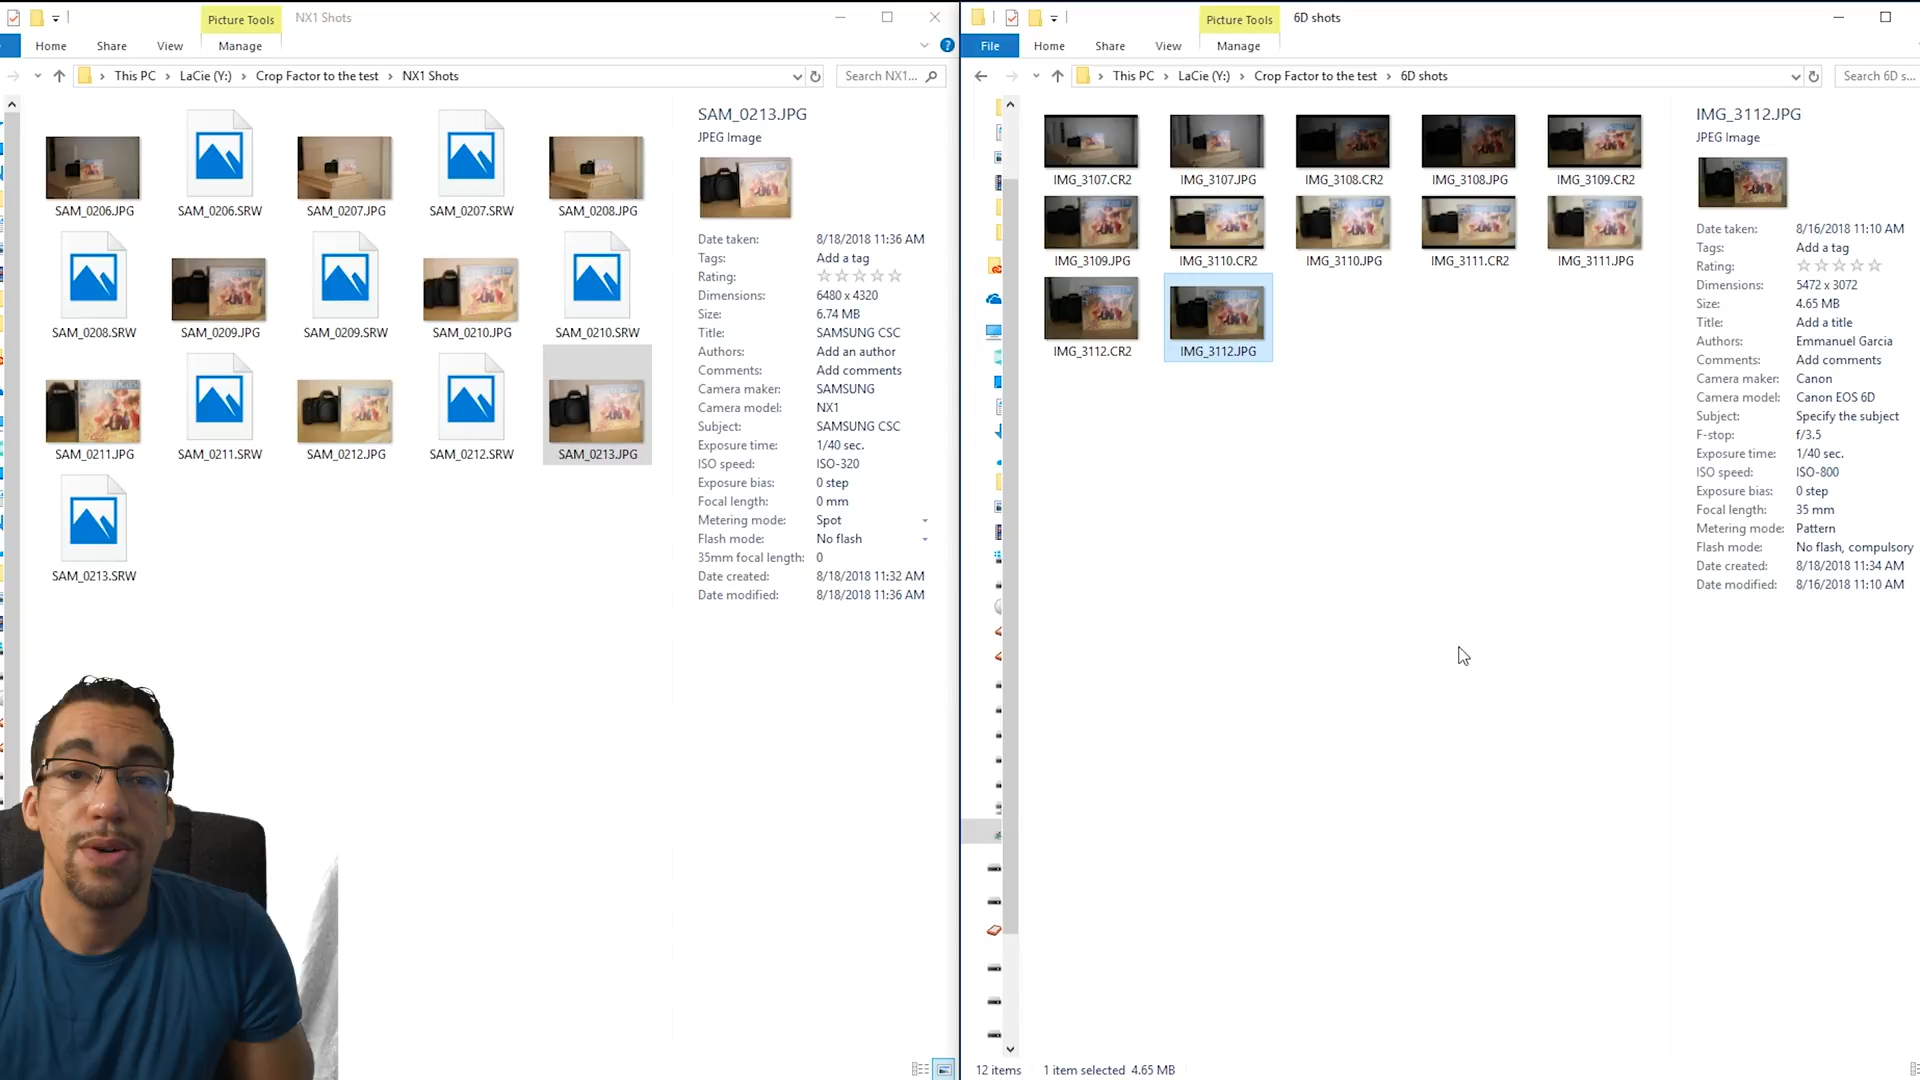 Picture Tools
NX1 Shots
Home
Share
View
Manage
This PC
LaCie (Y:)
Crop Factor to the test
NX1 Shots
Search NX1...
SAM_0206.JPG
SAM_0206.SRW
SAM_0207.JPG
SAM_0207.SRW
SAM_0208.JPG
SAM_0208.SRW
SAM_0209.JPG
SAM_0209.SRW
SAM_0210.JPG
SAM_0210.SRW
SAM_0211.JPG
SAM_0211.SRW
SAM_0212.JPG
SAM_0212.SRW
SAM_0213.JPG
SAM_0213.SRW
SAM_0213.JPG
JPEG Image
Date taken: 8/18/2018 11:36 AM
Tags: Add a tag
Rating:
Dimensions: 6480 x 4320
Size: 6.74 MB
Title: SAMSUNG CSC
Authors: Add an author
Comments: Add comments
Camera maker: SAMSUNG
Camera model: NX1
Subject: SAMSUNG CSC
Exposure time: 1/40 sec.
ISO speed: ISO-320
Exposure bias: 0 step
Focal length: 0 mm
Metering mode: Spot
Flash mode: No flash
35mm focal length: 0
Date created: 8/18/2018 11:32 AM
Date modified: 8/18/2018 11:36 AM
Picture Tools
6D shots
File
Home
Share
View
Manage
This PC
LaCie (Y:)
Crop Factor to the test
6D shots
Search 6D s...
IMG_3107.CR2
IMG_3107.JPG
IMG_3108.CR2
IMG_3108.JPG
IMG_3109.CR2
IMG_3109.JPG
IMG_3110.CR2
IMG_3110.JPG
IMG_3111.CR2
IMG_3111.JPG
IMG_3112.CR2
IMG_3112.JPG
IMG_3112.JPG
JPEG Image
Date taken: 8/16/2018 11:10 AM
Tags: Add a tag
Rating:
Dimensions: 5472 x 3072
Size: 4.65 MB
Title: Add a title
Authors: Emmanuel Garcia
Comments: Add comments
Camera maker: Canon
Camera model: Canon EOS 6D
Subject: Specify the subject
F-stop: f/3.5
Exposure time: 1/40 sec.
ISO speed: ISO-800
Exposure bias: 0 step
Focal length: 35 mm
Metering mode: Pattern
Flash mode: No flash, compulsory
Date created: 8/18/2018 11:34 AM
Date modified: 8/16/2018 11:10 AM
12 items
1 item selected 4.65 MB